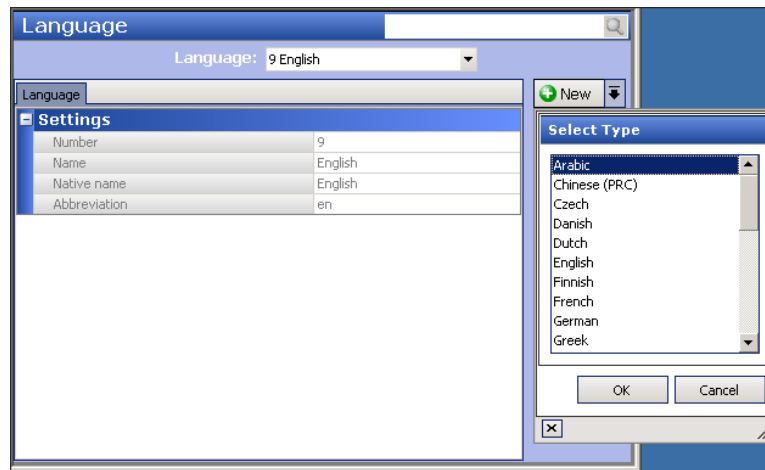 Language
Language: 9 English
Language
New
Settings
Number 9
Name English
Native name English
Abbreviation en
Select Type
Arabic
Chinese (PRC)
Czech
Danish
Dutch
English
Finnish
French
German
Greek
OK Cancel